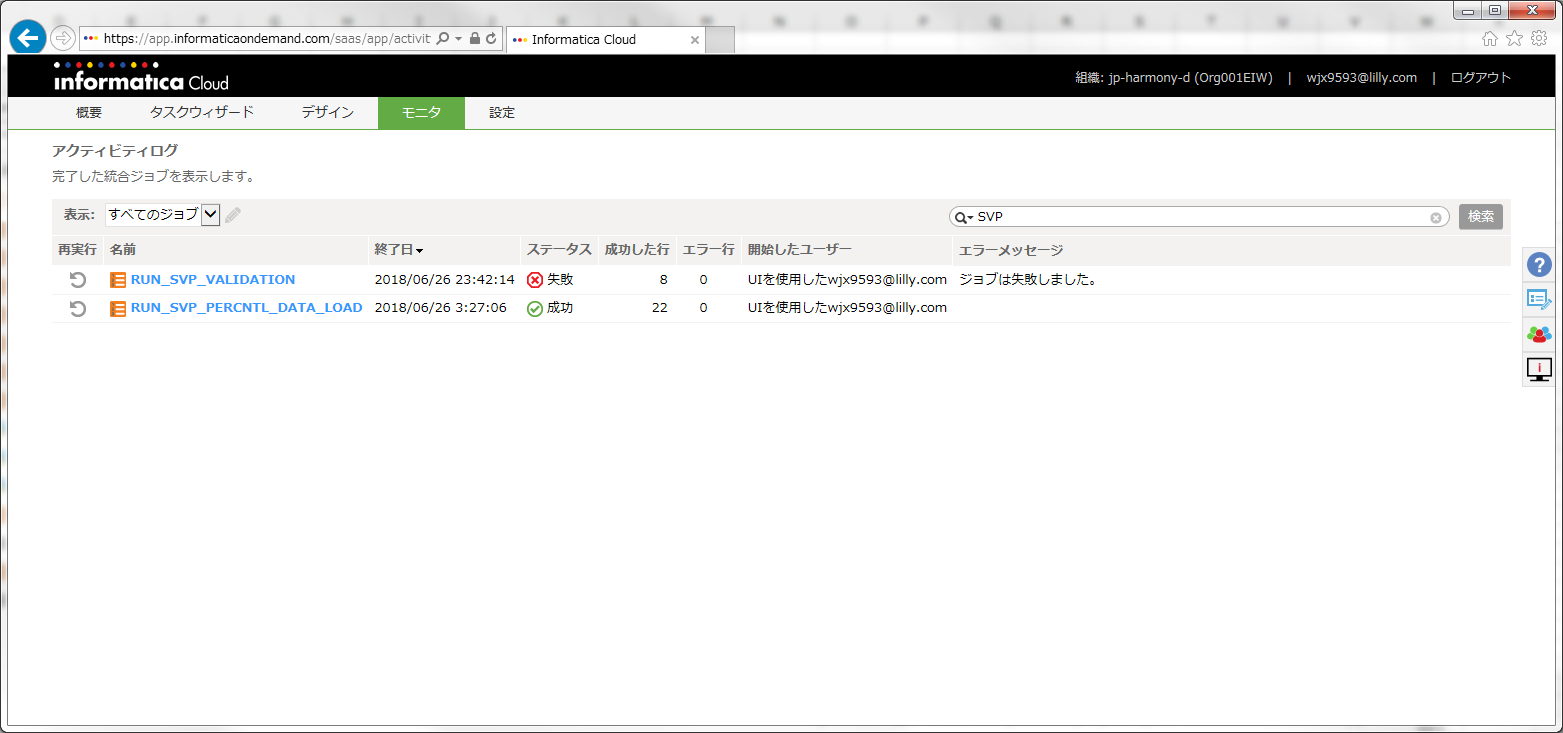 https://app.informaticaondemand.com/saas/app/activit
Informatica Cloud
informatica Cloud
組織: jp-harmony-d (Org001EIW) | wjx9593@lilly.com | ログアウト
概要 タスクウィザード デザイン モニタ 設定
アクティビティログ
完了した統合ジョブを表示します。
表示: すべてのジョブ SVP 検索
再実行 名前 終了日 ステータス 成功した行 エラー行 開始したユーザー エラーメッセージ
RUN_SVP_VALIDATION 2018/06/26 23:42:14 失敗 8 0 UIを使用したwjx9593@lilly.com ジョブは失敗しました。
RUN_SVP_PERCNTL_DATA_LOAD 2018/06/26 3:27:06 成功 22 0 UIを使用したwjx9593@lilly.com